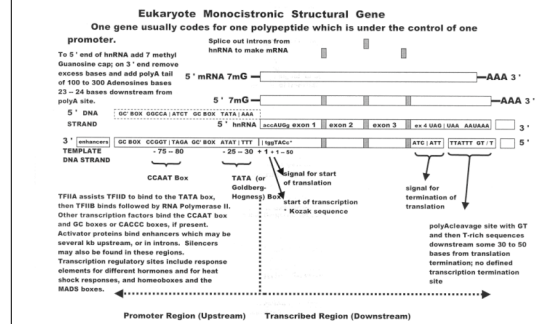 Eukaryote Monocistronic Structural Gene
One gene usually codes for one polypeptide which is under the control of one
promoter.
Splice out introns from
hnRNA to make mRNA
To 5 ' end of hnRNA add 7 methyl
Guanosine cap; on 3 ' end remove
excess bases and add polyA tail
of 100 to 300 Adenosines bases
23 – 24 bases downstream from
polyA site.
5 ' mRNA 7mG
AAA 3 '
5 ' 7mG
AAA 3 '
5 ' DNA
STRAND
GC' BOX GGCCA | ATCT GC BOX TATA | AAA
5 ' hnRNA
accAUGg exon 1 exon 2 exon 3 ex 4 UAG | UAA AAUAAA
3 '
3 ' enhancers GC BOX CCGGT | TAGA GC' BOX ATAT | TTT | tggTACc* ATC | ATT TTATTT GT / T 5 '
TEMPLATE
DNA STRAND
- 75 – 80 - 25 – 30 + 1 + 1 – 50
CCAAT Box
TATA (or
Goldberg-
Hogness) Box
signal for start
of translation
start of transcription
* Kozak sequence
signal for
termination of
translation
TFIIA assists TFIID to bind to the TATA box,
then TFIIB binds followed by RNA Polymerase II.
Other transcription factors bind the CCAAT box
and GC boxes or CACCC boxes, if present.
Activator proteins bind enhancers which may be
several kb upstream, or in introns. Silencers
may also be found in these regions.
Transcription regulatory sites include response
elements for different hormones and for heat
shock responses, and homeoboxes and the
MADS boxes.
polyAcleavage site with GT
and then T-rich sequences
downstream some 30 to 50
bases from translation
termination; no defined
transcription termination
site
Promoter Region (Upstream) Transcribed Region (Downstream)